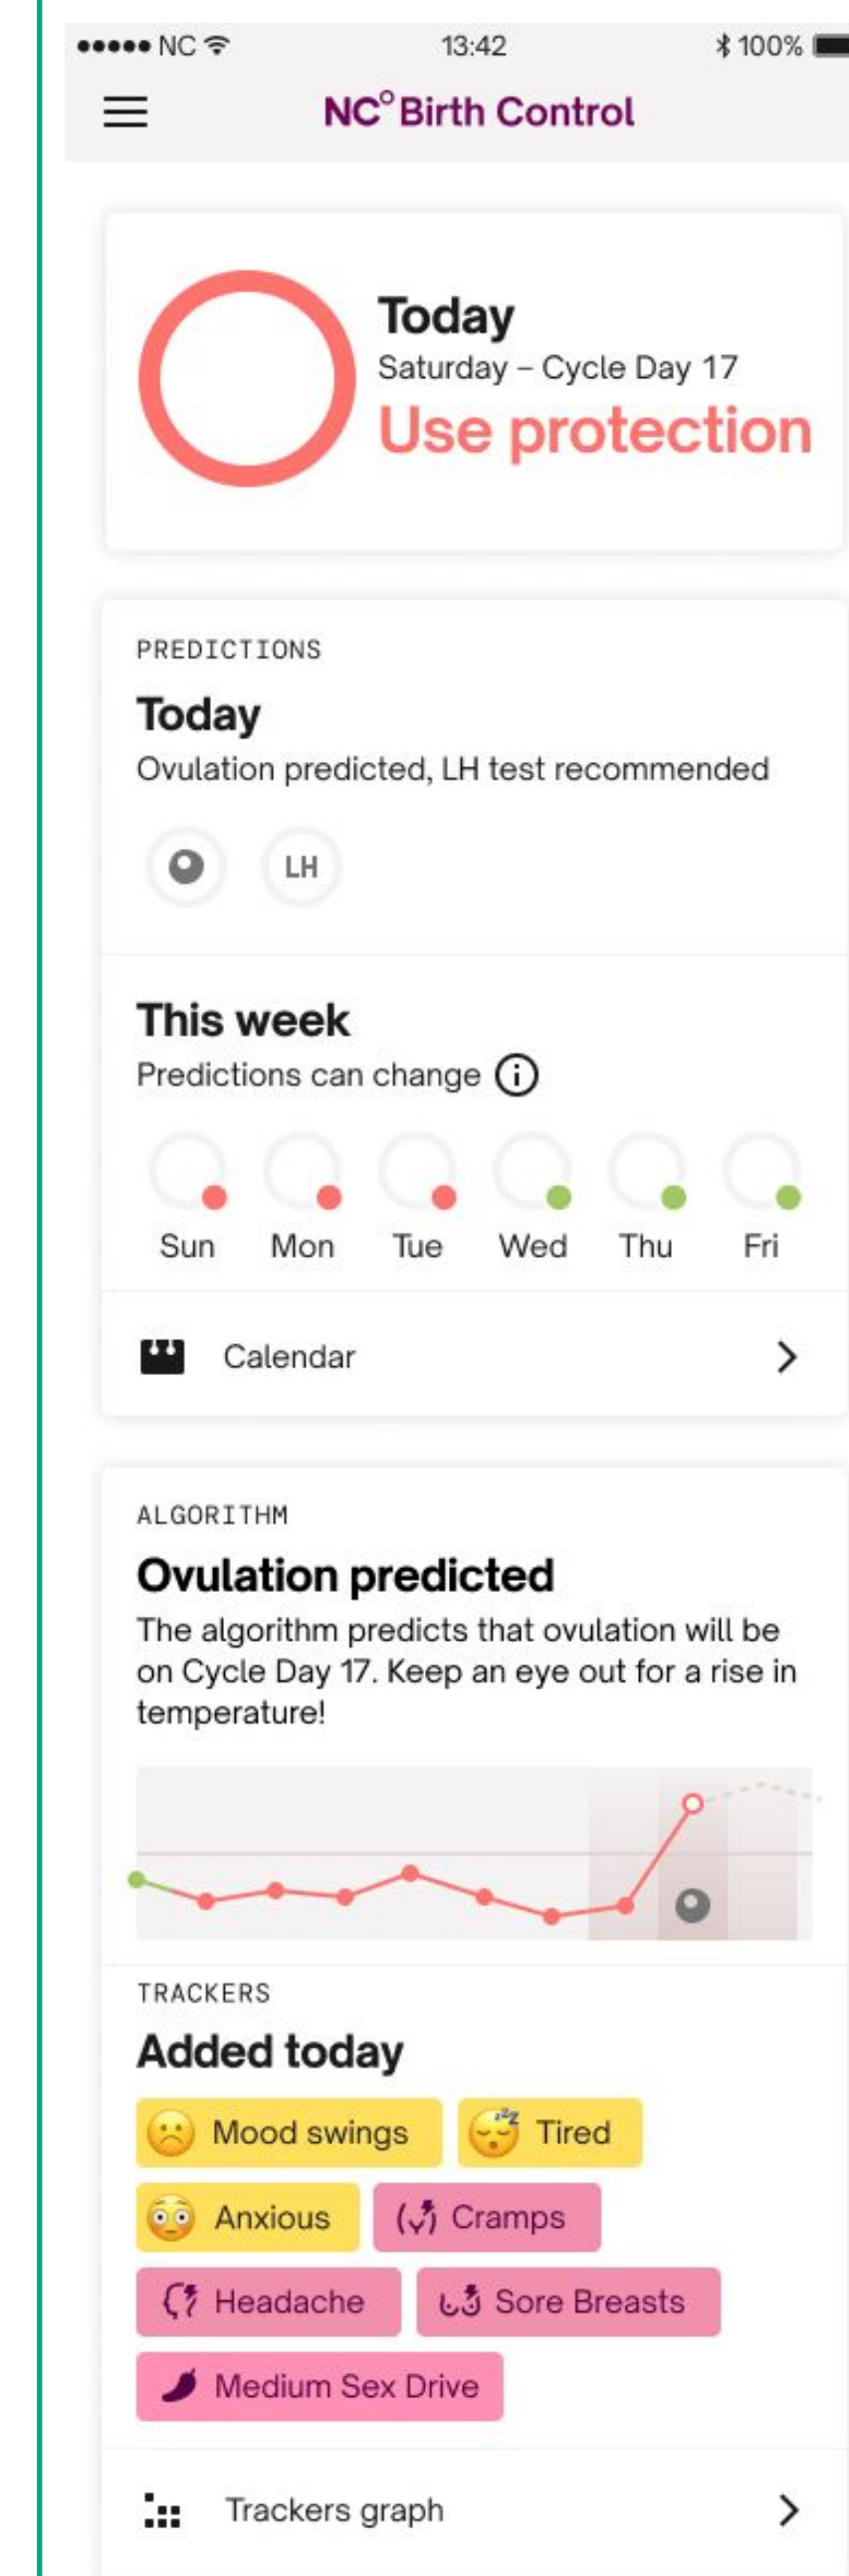 NC 13:42 100%
NC° Birth Control
Today
Saturday – Cycle Day 17
Use protection
PREDICTIONS
Today
Ovulation predicted, LH test recommended
LH
This week
Predictions can change i
Sun Mon Tue Wed Thu Fri
Calendar
ALGORITHM
Ovulation predicted
The algorithm predicts that ovulation will be
on Cycle Day 17. Keep an eye out for a rise in
temperature!
TRACKERS
Added today
Mood swings Tired
Anxious Cramps
Headache Sore Breasts
Medium Sex Drive
Trackers graph